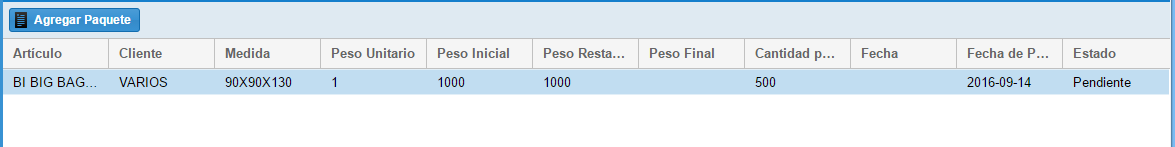 Agregar Paquete
Artículo Cliente Medida Peso Unitario Peso Inicial Peso Resta... Peso Final Cantidad p... Fecha Fecha de P... Estado
BI BIG BAG... VARIOS 90X90X130 1 1000 1000 500 2016-09-14 Pendiente